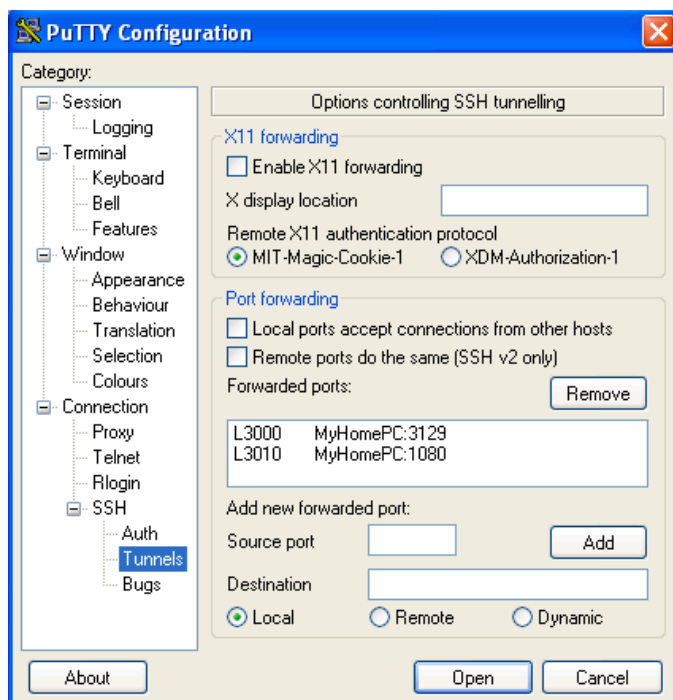 PuTTY Configuration
Category:
Session
Logging
Terminal
Keyboard
Bell
Features
Window
Appearance
Behaviour
Translation
Selection
Colours
Connection
Proxy
Telnet
Rlogin
SSH
Auth
Tunnels
Bugs
Options controlling SSH tunnelling
X11 forwarding
Enable X11 forwarding
X display location
Remote X11 authentication protocol
MIT-Magic-Cookie-1 XDM-Authorization-1
Port forwarding
Local ports accept connections from other hosts
Remote ports do the same (SSH v2 only)
Forwarded ports: Remove
L3000 MyHomePC:3129
L3010 MyHomePC:1080
Add new forwarded port:
Source port Add
Destination
Local Remote Dynamic
About Open Cancel